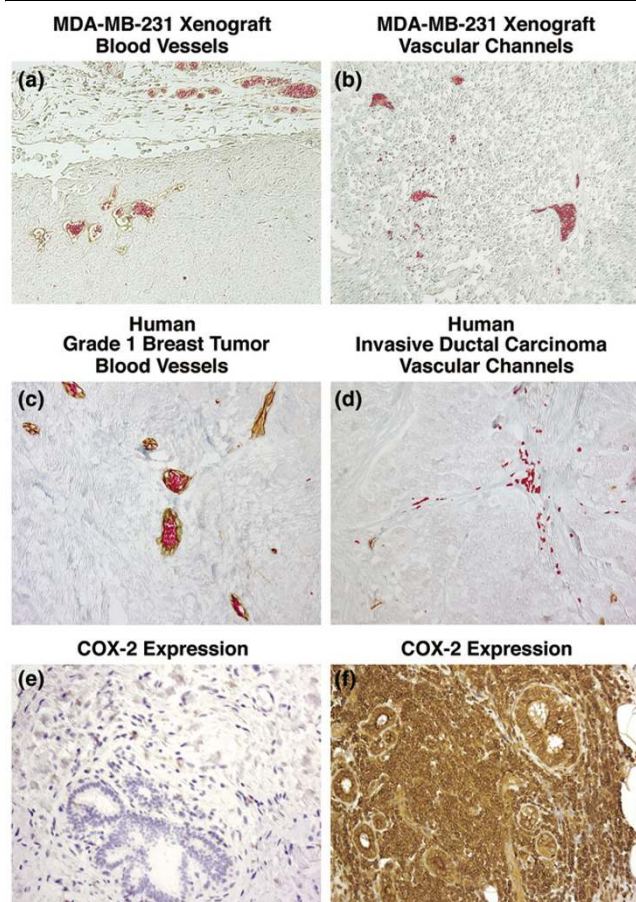 MDA-MB-231 Xenograft
Blood Vessels
MDA-MB-231 Xenograft
Vascular Channels
(a)
(b)
Human
Grade 1 Breast Tumor
Blood Vessels
Human
Invasive Ductal Carcinoma
Vascular Channels
(c)
(d)
COX-2 Expression
COX-2 Expression
(e)
(f)